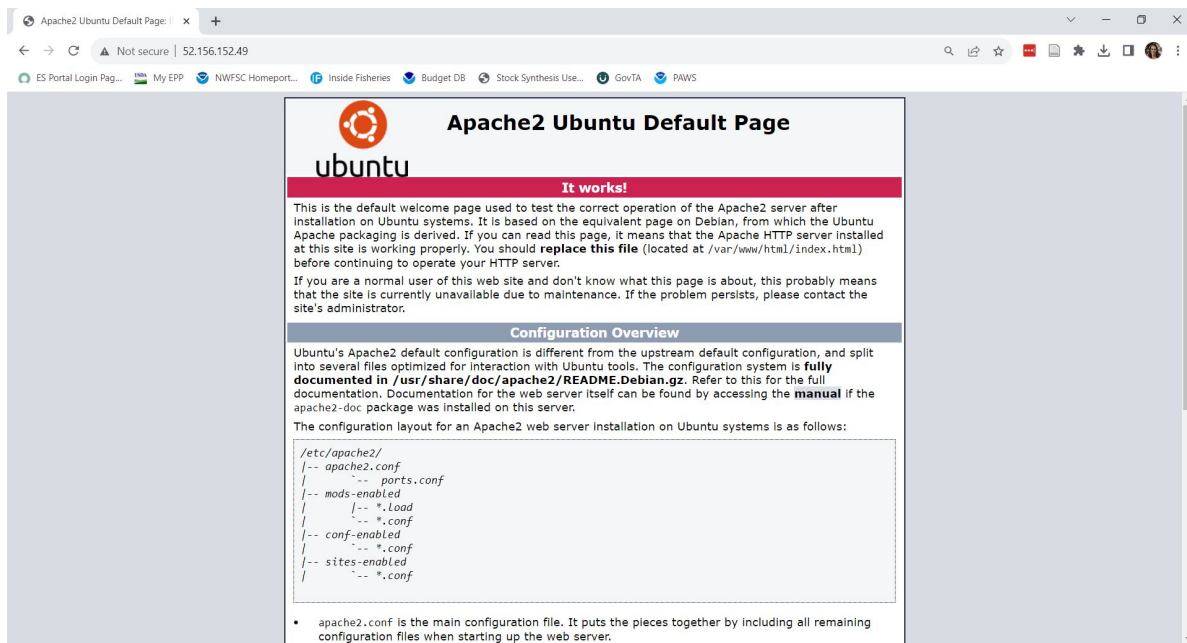 Apache2 Ubuntu Default Page: I
Not secure | 52.156.152.49
ES Portal Login Pag... My EPP NWFSC Homeport... Inside Fisheries Budget DB Stock Synthesis Use... GovTA PAWS
ubuntu
Apache2 Ubuntu Default Page
It works!
This is the default welcome page used to test the correct operation of the Apache2 server after
installation on Ubuntu systems. It is based on the equivalent page on Debian, from which the Ubuntu
Apache packaging is derived. If you can read this page, it means that the Apache HTTP server installed
at this site is working properly. You should replace this file (located at /var/www/html/index.html)
before continuing to operate your HTTP server.
If you are a normal user of this web site and don't know what this page is about, this probably means
that the site is currently unavailable due to maintenance. If the problem persists, please contact the
site's administrator.
Configuration Overview
Ubuntu's Apache2 default configuration is different from the upstream default configuration, and split
into several files optimized for interaction with Ubuntu tools. The configuration system is fully
documented in /usr/share/doc/apache2/README.Debian.gz. Refer to this for the full
documentation. Documentation for the web server itself can be found by accessing the manual if the
apache2-doc package was installed on this server.
The configuration layout for an Apache2 web server installation on Ubuntu systems is as follows:
/etc/apache2/
|-- apache2.conf
|       `--  ports.conf
|-- mods-enabled
|       |-- *.load
|       `-- *.conf
|-- conf-enabled
|       `-- *.conf
|-- sites-enabled
|       `-- *.conf
• apache2.conf is the main configuration file. It puts the pieces together by including all remaining
configuration files when starting up the web server.